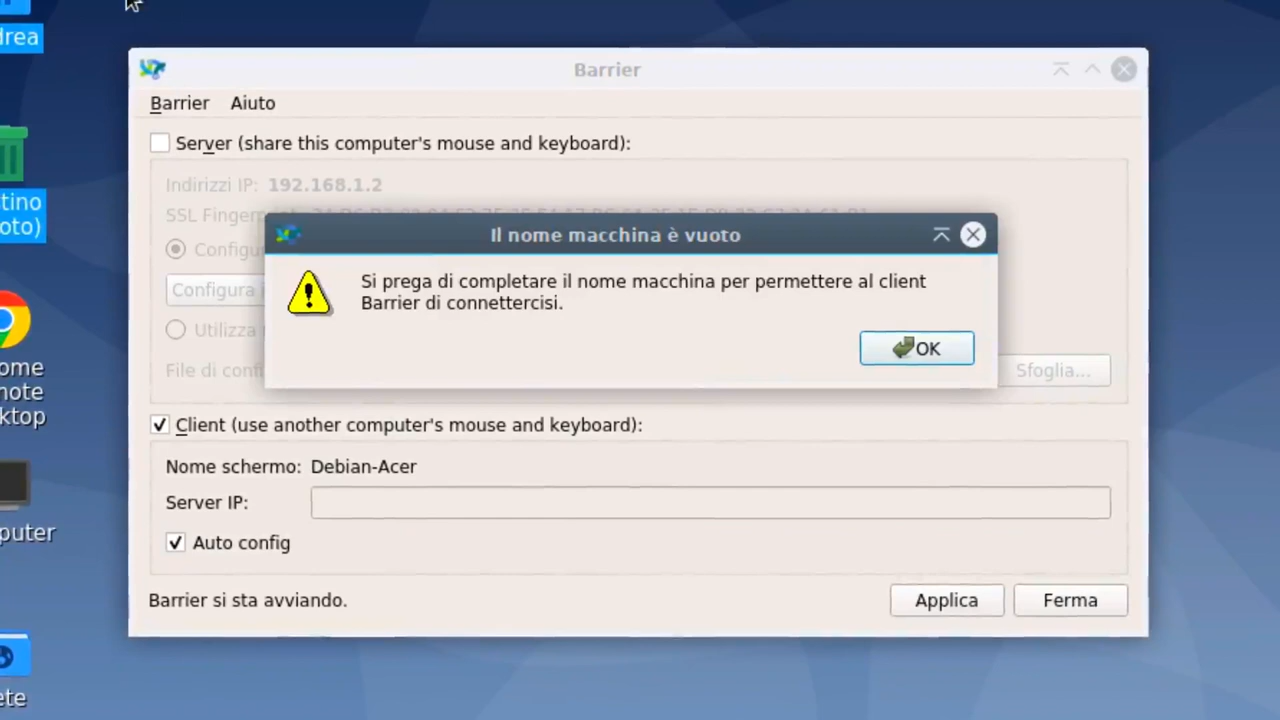 drea
Barrier
Barrier Aiuto
Server (share this computer's mouse and keyboard):
Indirizzi IP: 192.168.1.2
tino
SSL
oto)
Il nome macchina è vuoto
Si prega di completare il nome macchina per permettere al client
Barrier di connettercisi.
Configura
Utilizza
OK
ome
File di
Sfoglia...
note
ktop
Client (use another computer's mouse and keyboard):
Nome schermo: Debian-Acer
Server IP:
puter
Auto config
Barrier si sta avviando.
Applica
Ferma
ete